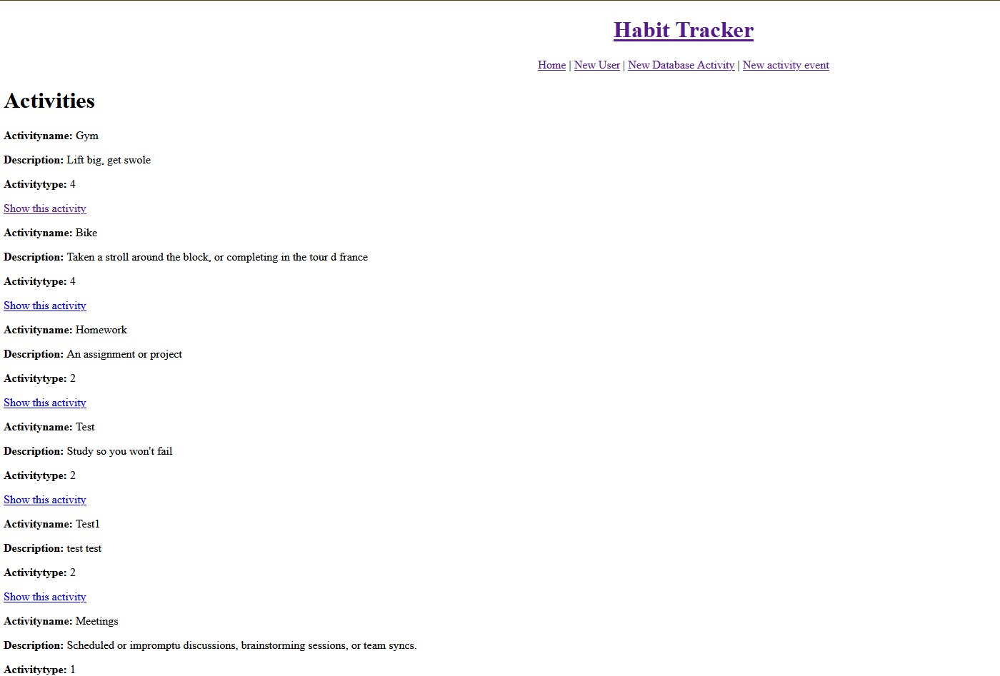 Habit Tracker
Home | New User | New Database Activity | New activity event
Activities
Activityname: Gym
Description: Lift big, get swole
Activitytype: 4
Show this activity
Activityname: Bike
Description: Taken a stroll around the block, or completing in the tour d france
Activitytype: 4
Show this activity
Activityname: Homework
Description: An assignment or project
Activitytype: 2
Show this activity
Activityname: Test
Description: Study so you won't fail
Activitytype: 2
Show this activity
Activityname: Test1
Description: test test
Activitytype: 2
Show this activity
Activityname: Meetings
Description: Scheduled or impromptu discussions, brainstorming sessions, or team syncs.
Activitytype: 1